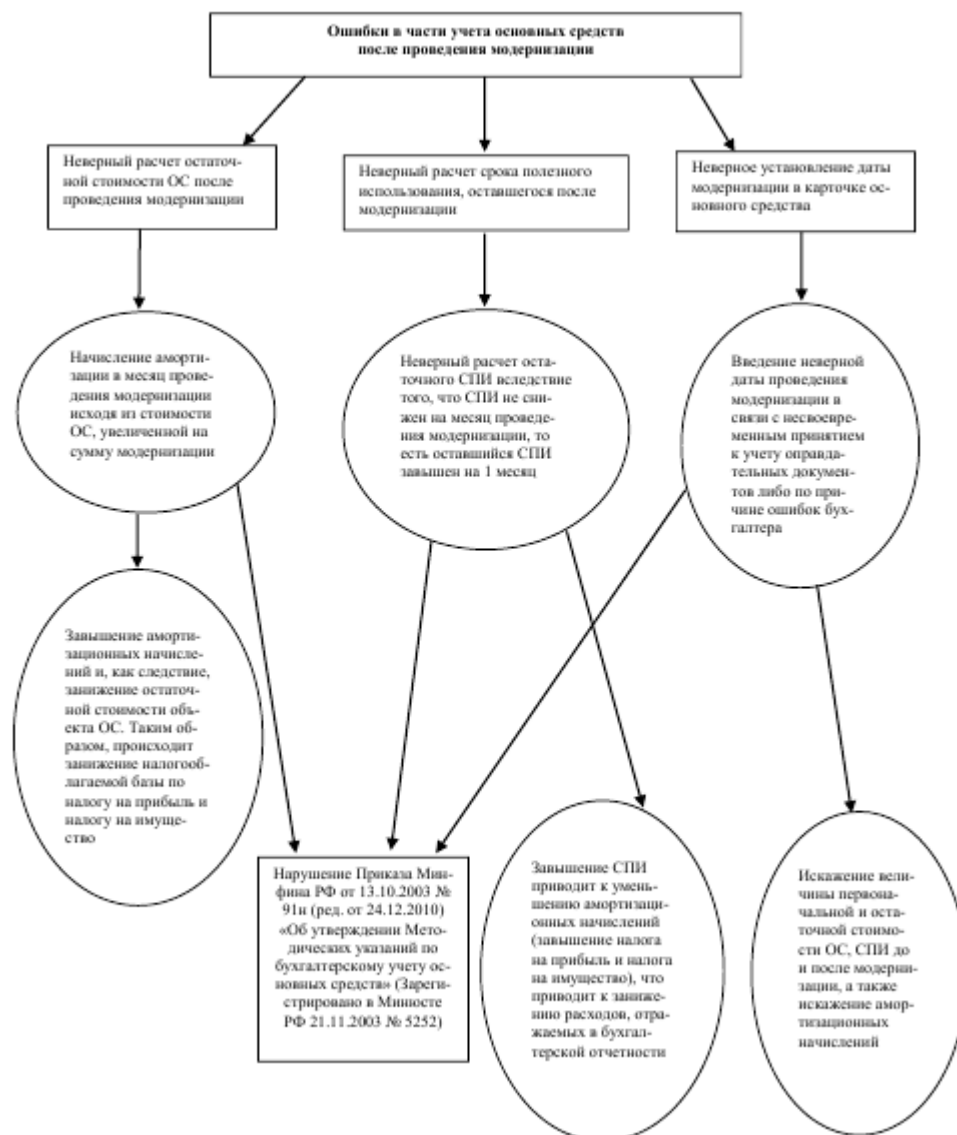 Ошибки в части учета основных средств
после проведения модернизации
Неверный расчет остаточ-
ной стоимости ОС после
проведения модернизации
Неверный расчет срока полезного
использования, оставшегося после
модернизации
Неверное установление даты
модернизации в карточке ос-
новного средства
Начисление аморти-
зации в месяц прове-
дения модернизации
исходя из стоимости
ОС, увеличенной на
сумму модернизации
Неверный расчет оста-
точного СПИ вследствие
того, что СПИ не сни-
жен на месяц проведе-
ния модернизации, то
есть оставшийся СПИ
завышен на 1 месяц
Введение неверной
даты проведения
модернизации в
связи с несвоевре-
менным принятием
к учету оправда-
тельных докумен-
тов либо по при-
чине ошибок бух-
галтера
Завышение аморти-
зационных начисле-
ний и, как следствие,
занижение остаточ-
ной стоимости объ-
екта ОС. Таким об-
разом, происходит
занижение налогооб-
лагаемой базы по
налогу на прибыль и
налогу на имуще-
ство
Нарушение Приказа Мин-
фина РФ от 13.10.2003 №
91н (ред. от 24.12.2010)
«Об утверждении Мето-
дических указаний по
бухгалтерскому учету ос-
новных средств» (Зареги-
стрировано в Минюсте
РФ 21.11.2003 № 5252)
Завышение СПИ
приводит к умень-
шению амортизаци-
онных начислений
(завышение налога
на прибыль и налога
на имущество), что
приводит к заниже-
нию расходов, отра-
жаемых в бухгал-
терской отчетности
Искажение вели-
чины первона-
чальной и оста-
точной стоимо-
сти ОС, СПИ до
и после модерни-
зации, а также
искажение амор-
тизационных
начислений